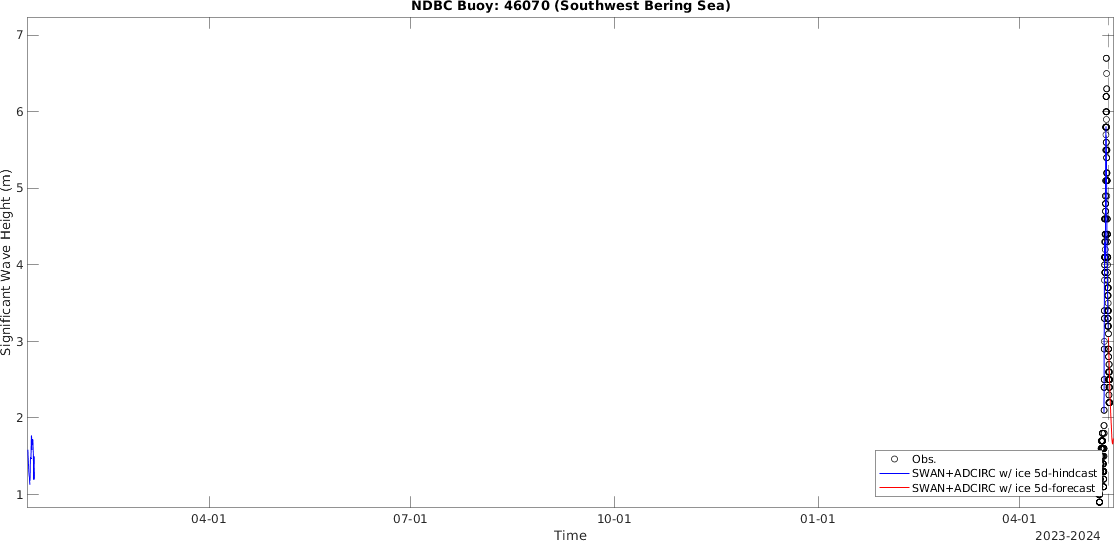 NDBC Buoy: 46070 (Southwest Bering Sea)
Significant Wave Height (m)
7
6
5
4
3
2
1
Obs.
SWAN+ADCIRC w/ ice 5d-hindcast
SWAN+ADCIRC w/ ice 5d-forecast
04-01
07-01
10-01
01-01
04-01
Time
2023-2024